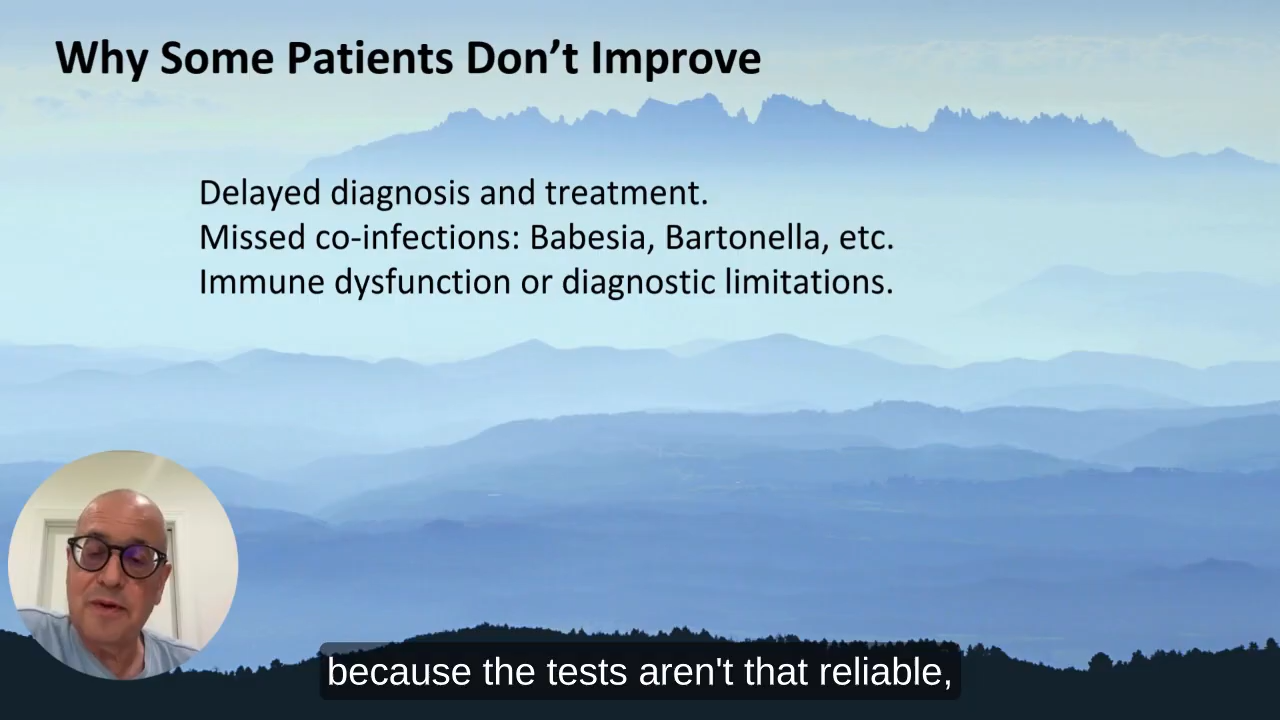 Why Some Patients Don’t Improve
Delayed diagnosis and treatment.
Missed co-infections: Babesia, Bartonella, etc.
Immune dysfunction or diagnostic limitations.
because the tests aren't that reliable,